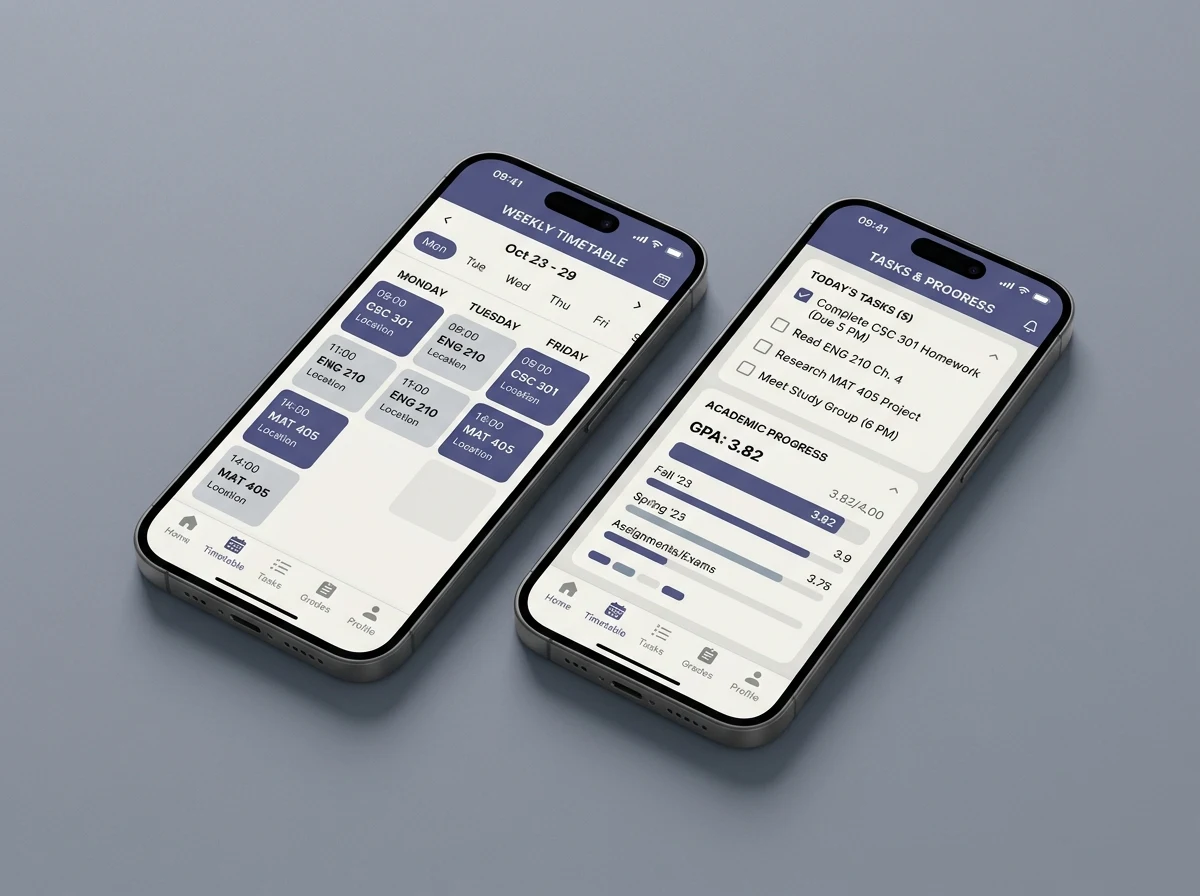 09:41
WEEKLY TIMETABLE
Oct 23 - 29
Mon
Tue
Wed
Thu
Fri
S
MONDAY
TUESDAY
FRIDAY
09:00
CSC 301
Location
11:00
ENG 210
Location
14:00
MAT 405
Location
14:00
MAT 405
Location
09:00
ENG 210
Location
11:00
ENG 210
Location
09:00
CSC 301
Location
16:00
MAT 405
Location
Home
Timetable
Tasks
Grades
Profile
09:41
TASKS & PROORESS
TODAY'S TASKS
Complete CSC 301 Homework
(Due 5 PM)
Read ENG 210 Ch. 4
Research MAT 405 Project
Meet Study Group (6 PM)
ACADEMIC PROGRESS
GPA: 3.82
3.82/4.00
3.82
Fall '23
3.9
Spring '23
3.75
Assignments/Exams
Home
Timetable
Tasks
Grades
Profile